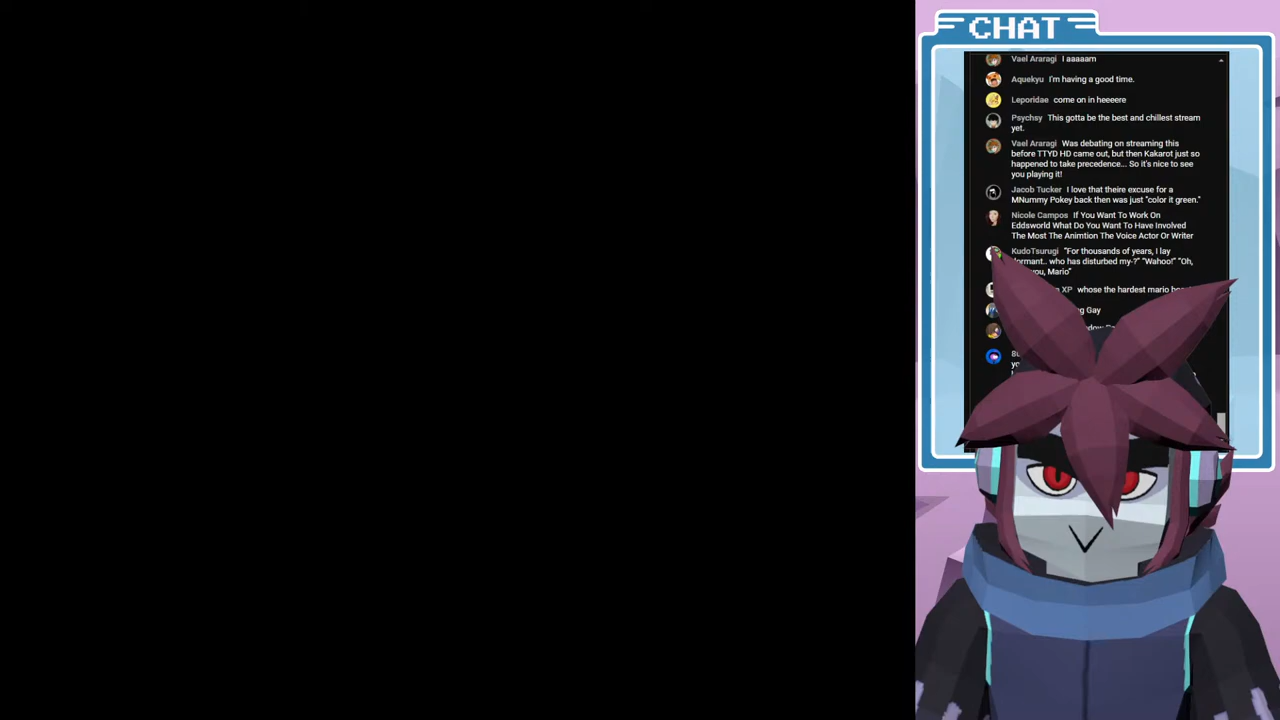 CHAT
Vael Araragi I aaaaam
Aquekyu I'm having a good time.
Leporidae come on in heeeere
Psychsy This gotta be the best and chillest stream
yet.
Vael Araragi Was debating on streaming this
before TTYD HD came out, but then Kakarot just so
happened to take precedence... So it's nice to see
you playing it!
Jacob Tucker I love that theire excuse for a
MNummy Pokey back then was just "color it green."
Nicole Campos If You Want To Work On
Eddsworld What Do You Want To Have Involved
The Most The Animtion The Voice Actor Or Writer
KudoTsurugi "For thousands of years, I lay
dormant.. who has disturbed my-?" "Wahoo!" "Oh,
you, Mario"
XP whose the hardest mario
Gay